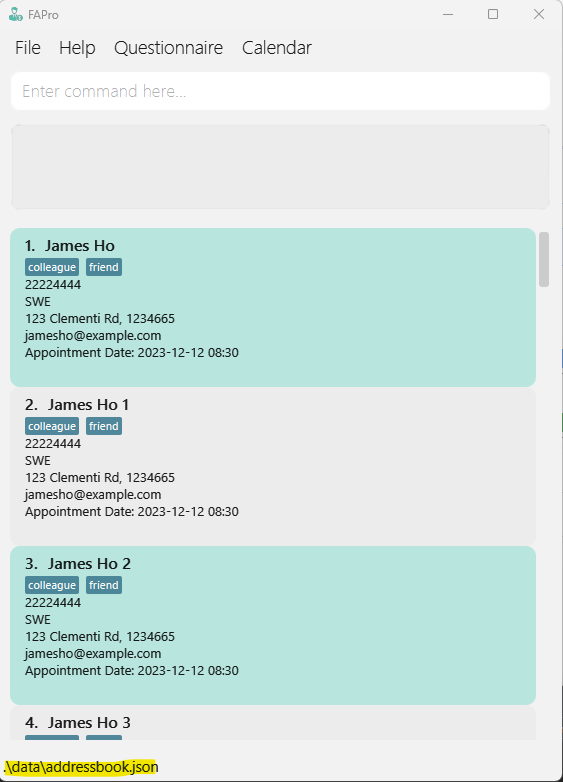 FAPro
File Help Questionnaire Calendar
Enter command here...
1. James Ho
colleague friend
22224444
SWE
123 Clementi Rd, 1234665
jamesho@example.com
Appointment Date: 2023-12-12 08:30
2. James Ho 1
colleague friend
22224444
SWE
123 Clementi Rd, 1234665
jamesho@example.com
Appointment Date: 2023-12-12 08:30
3. James Ho 2
colleague friend
22224444
SWE
123 Clementi Rd, 1234665
jamesho@example.com
Appointment Date: 2023-12-12 08:30
4. James Ho 3
.\data\addressbook.json